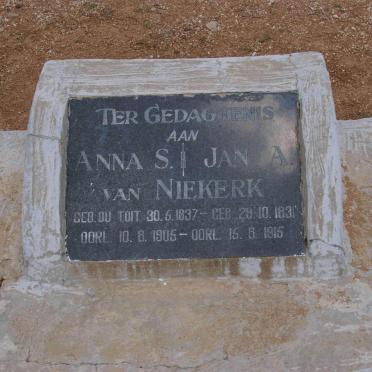 TER GEDAGTENIS
AAN
ANNA S. JAN A.
VAN NIEKERK
GEB. DU TOIT 30. 6. 1837 - GEB. 29. 10. 1831
OORL. 10. 8. 1905 - OORL. 15. 8. 1915